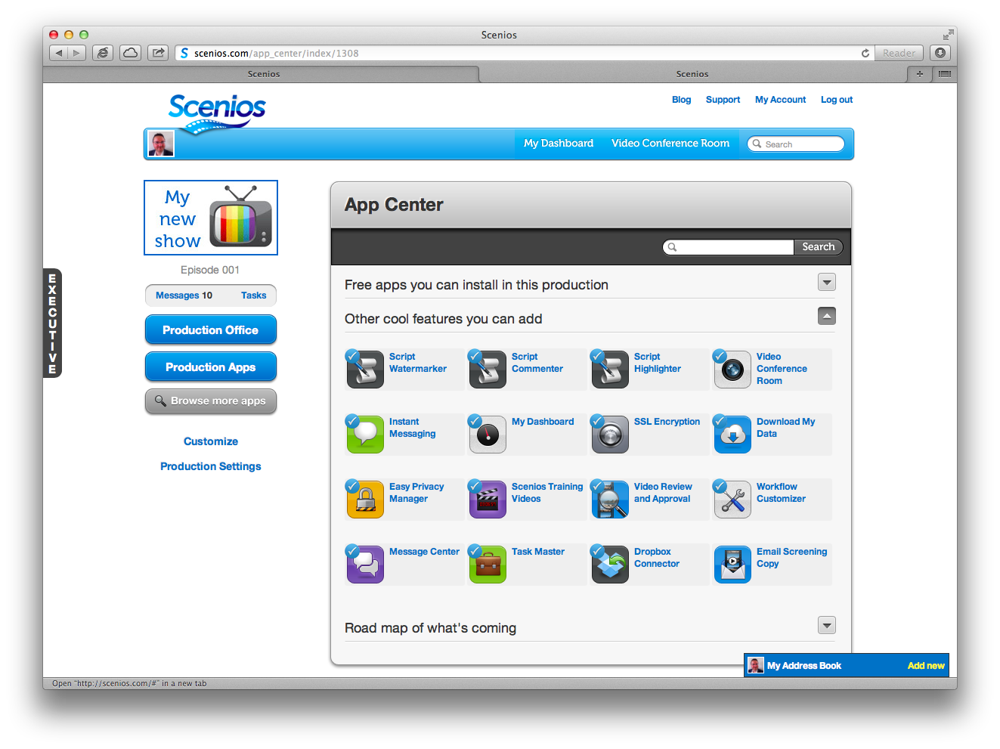 Scenios
scenios.com/app_center/index/1308
Reader
Scenios
Scenios
Scenios
Blog
Support
My Account
Log out
My Dashboard
Video Conference Room
Search
My
new
show
Episode 001
Messages 10
Tasks
Production Office
Production Apps
Browse more apps
Customize
Production Settings
EXECUTIVE
App Center
Search
Free apps you can install in this production
Other cool features you can add
Script
Watermarker
Script
Commenter
Script
Highlighter
Video
Conference
Room
Instant
Messaging
My Dashboard
SSL Encryption
Download My
Data
Easy Privacy
Manager
Scenios Training
Videos
Video Review
and Approval
Workflow
Customizer
Message Center
Task Master
Dropbox
Connector
Email Screening
Copy
Road map of what's coming
My Address Book
Add new
Open "http://scenios.com/#" in a new tab